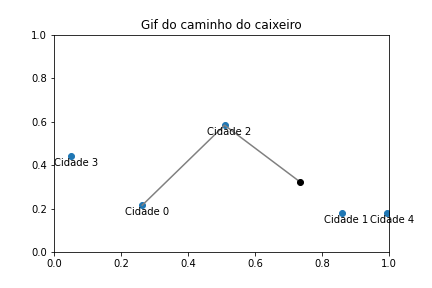 Gif do caminho do caixeiro
1.0
0.8
0.6
Cidade 2
0.4
Cidade 3
0.2
Cidade 0
Cidade 1
Cidade 4
0.0
0.0 0.2 0.4 0.6 0.8 1.0